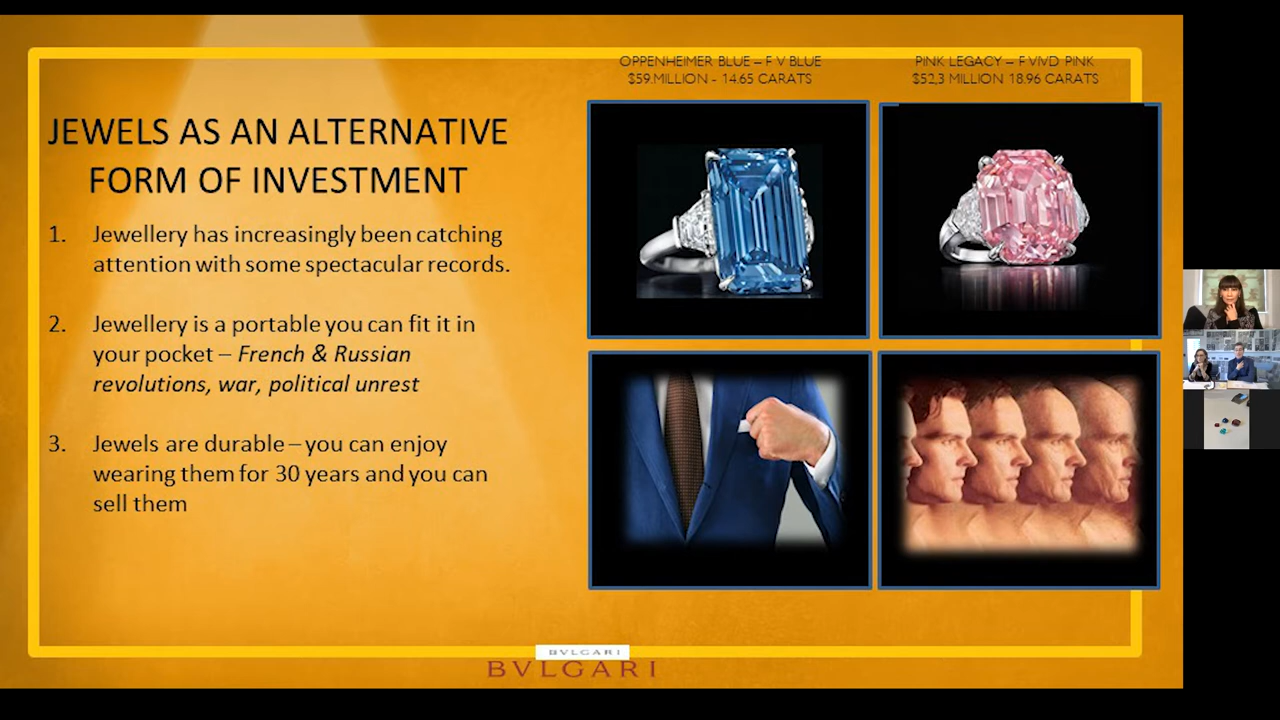 OPPENHEIMER BLUE – F V BLUE
$59.MILLION - 14.65 CARATS
PINK LEGACY – F VIVD PINK
$52,3 MILLION 18.96 CARATS
JEWELS AS AN ALTERNATIVE
FORM OF INVESTMENT
1. Jewellery has increasingly been catching
attention with some spectacular records.
2. Jewellery is a portable you can fit it in
your pocket – French & Russian
revolutions, war, political unrest
3. Jewels are durable – you can enjoy
wearing them for 30 years and you can
sell them
BVLGARI
BVLGARI